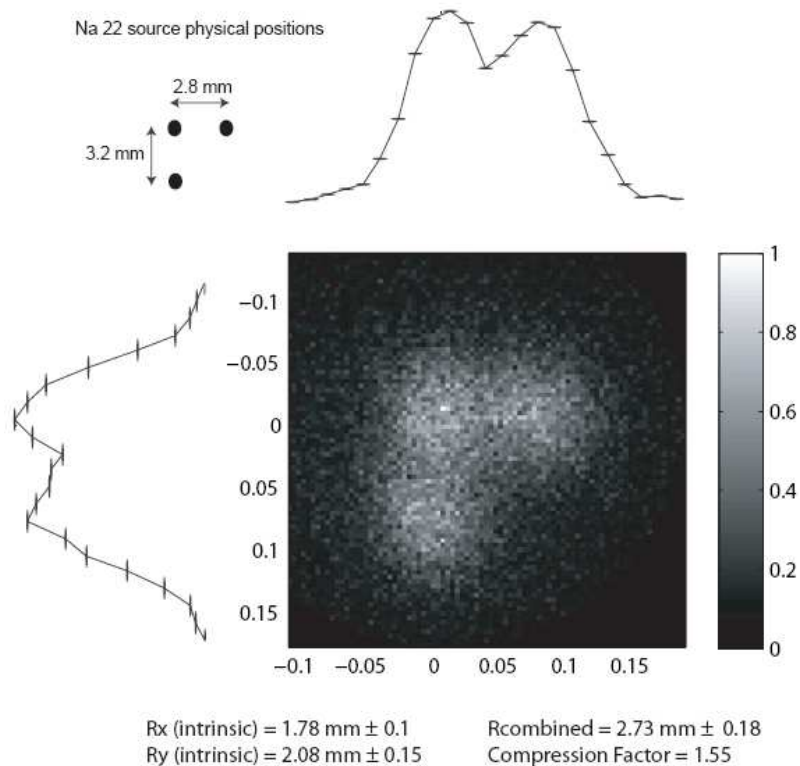 Na 22 source physical positions
2.8 mm
3.2 mm
−0.1
−0.05
0
0.05
0.1
0.15
−0.1 −0.05 0 0.05 0.1 0.15
1
0.8
0.6
0.4
0.2
0
Rx (intrinsic) = 1.78 mm ± 0.1
Ry (intrinsic) = 2.08 mm ± 0.15
Rcombined = 2.73 mm ± 0.18
Compression Factor = 1.55